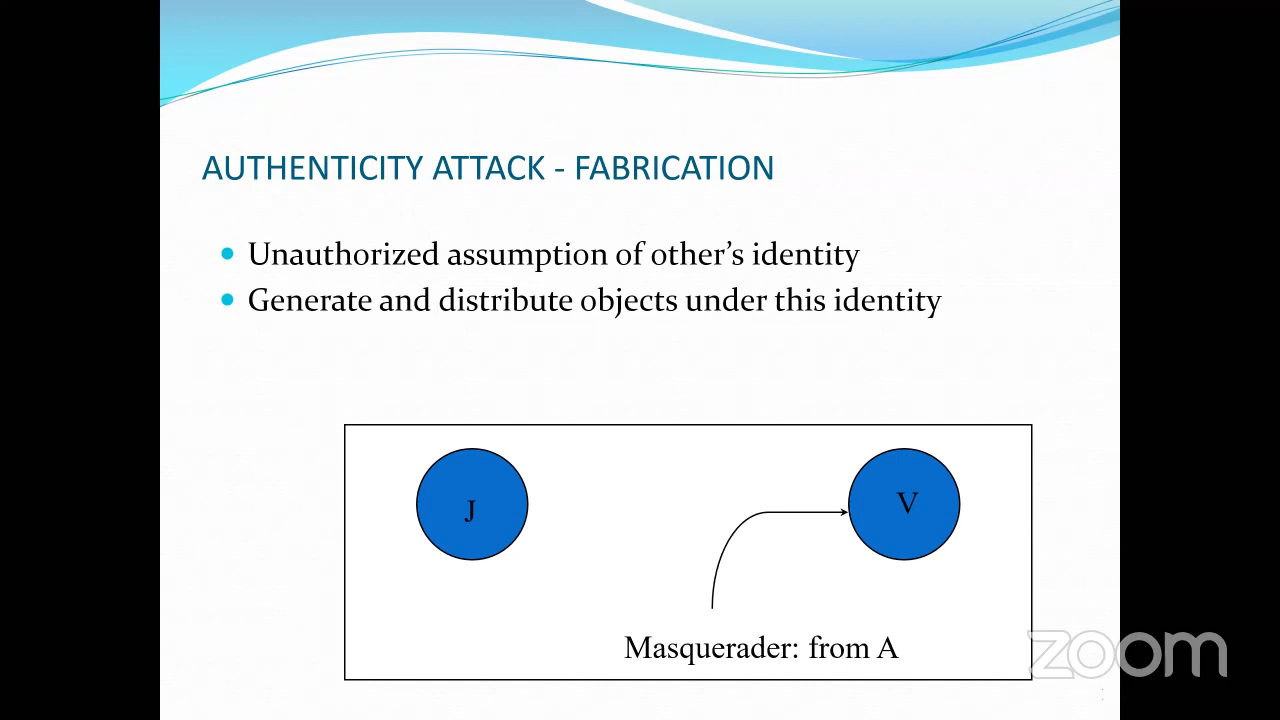 AUTHENTICITY ATTACK - FABRICATION
Unauthorized assumption of other’s identity
Generate and distribute objects under this identity
J
V
Masquerader: from A
zoom